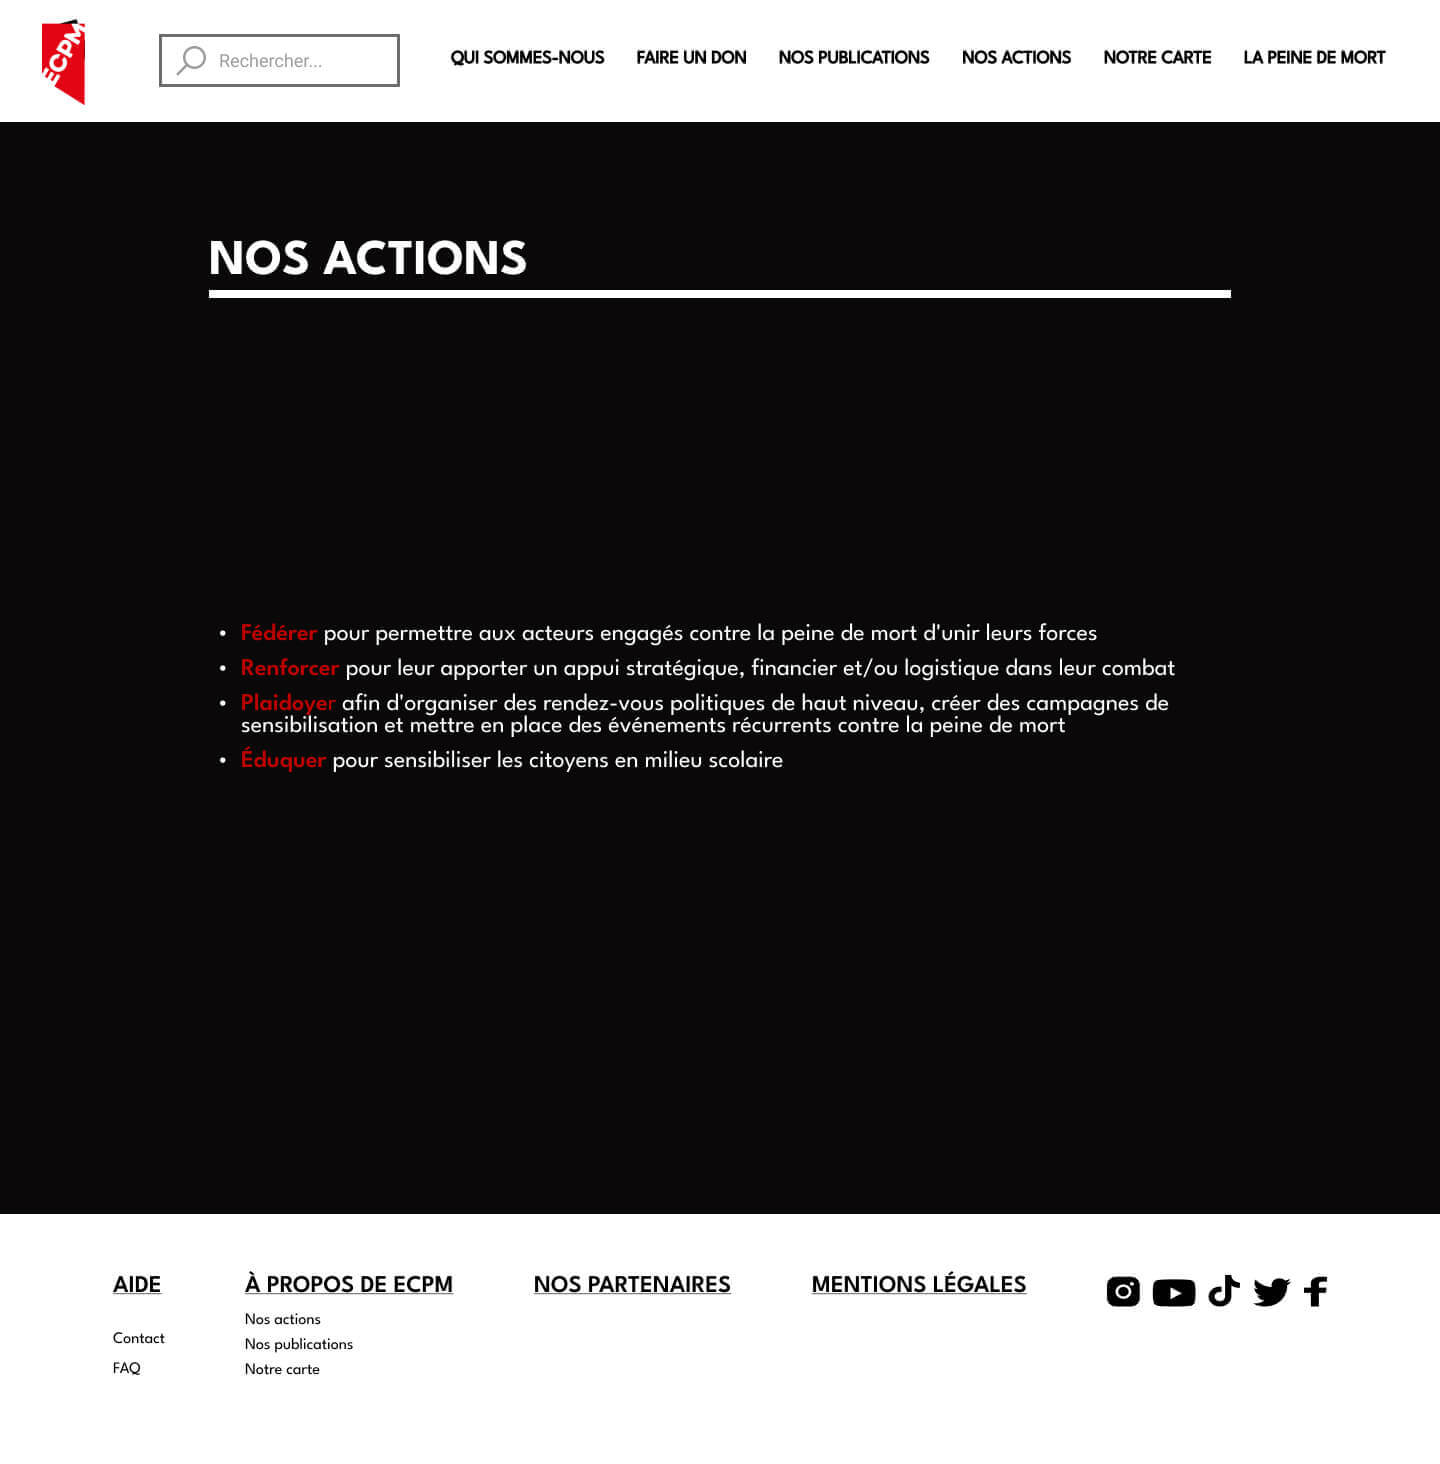 ECPM
Rechercher...
QUI SOMMES-NOUS
FAIRE UN DON
NOS PUBLICATIONS
NOS ACTIONS
NOTRE CARTE
LA PEINE DE MORT
NOS ACTIONS
• Fédérer pour permettre aux acteurs engagés contre la peine de mort d'unir leurs forces
• Renforcer pour leur apporter un appui stratégique, financier et/ou logistique dans leur combat
• Plaidoyer afin d'organiser des rendez-vous politiques de haut niveau, créer des campagnes de
sensibilisation et mettre en place des événements récurrents contre la peine de mort
• Éduquer pour sensibiliser les citoyens en milieu scolaire
AIDE
Contact
FAQ
À PROPOS DE ECPM
Nos actions
Nos publications
Notre carte
NOS PARTENAIRES
MENTIONS LÉGALES